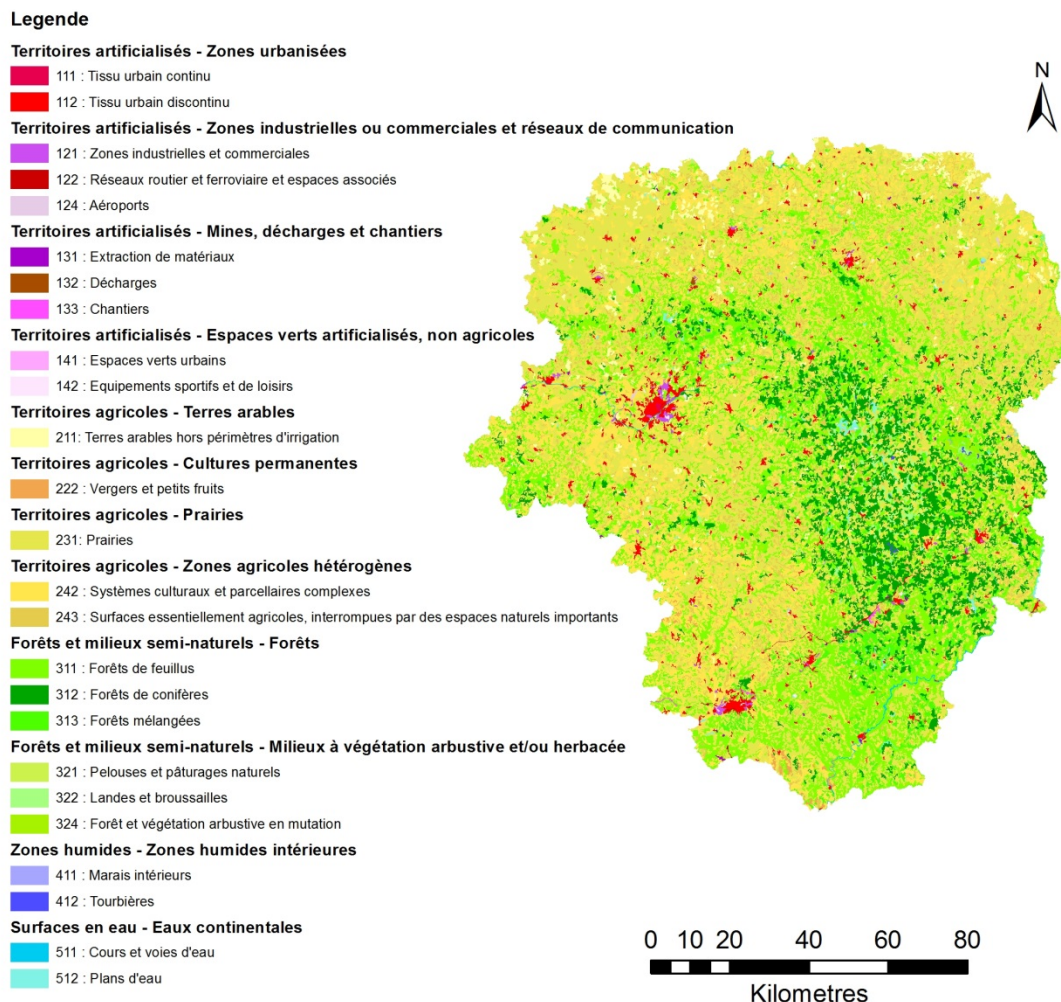 Legende
Territoires artificialisés - Zones urbanisées
111 : Tissu urbain continu
112 : Tissu urbain discontinu
Territoires artificialisés - Zones industrielles ou commerciales et réseaux de communication
121 : Zones industrielles et commerciales
122 : Réseaux routier et ferroviaire et espaces associés
124 : Aéroports
Territoires artificialisés - Mines, décharges et chantiers
131 : Extraction de matériaux
132 : Décharges
133 : Chantiers
Territoires artificialisés - Espaces verts artificialisés, non agricoles
141 : Espaces verts urbains
142 : Equipements sportifs et de loisirs
Territoires agricoles - Terres arables
211: Terres arables hors périmètres d'irrigation
Territoires agricoles - Cultures permanentes
222 : Vergers et petits fruits
Territoires agricoles - Prairies
231: Prairies
Territoires agricoles - Zones agricoles hétérogènes
242 : Systèmes culturaux et parcellaires complexes
243 : Surfaces essentiellement agricoles, interrompues par des espaces naturels importants
Forêts et milieux semi-naturels - Forêts
311 : Forêts de feuillus
312 : Forêts de conifères
313 : Forêts mélangées
Forêts et milieux semi-naturels - Milieux à végétation arbustive et/ou herbacée
321 : Pelouses et pâturages naturels
322 : Landes et broussailles
324 : Forêt et végétation arbustive en mutation
Zones humides - Zones humides intérieures
411 : Marais intérieurs
412 : Tourbières
Surfaces en eau - Eaux continentales
511 : Cours et voies d'eau
512 : Plans d'eau
N
0 10 20 40 60 80
Kilometres